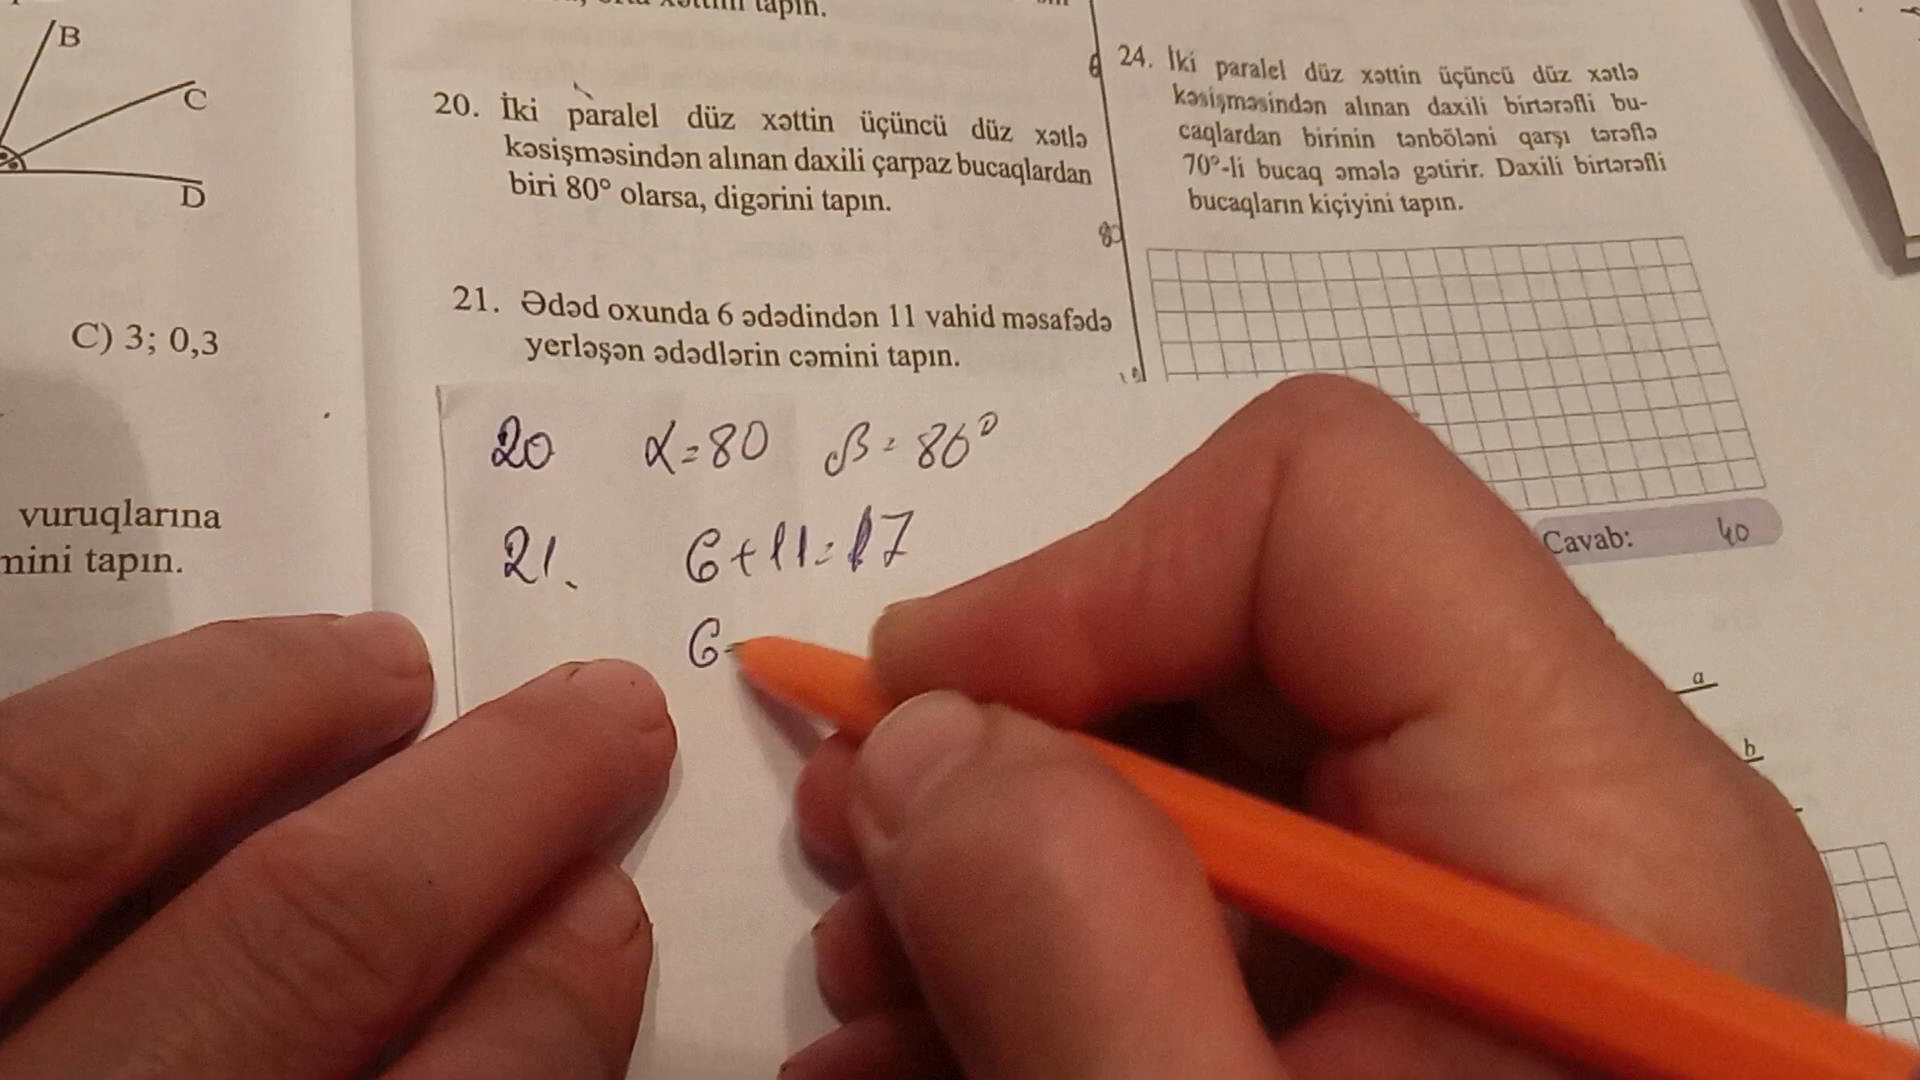 B
C
D
C) 3; 0,3
vuruqlarına
mini tapın.
tapın.
20. İki paralel düz xəttin üçüncü düz xətlə
kəsişməsindən alınan daxili çarpaz bucaqlardan
biri 80° olarsa, digərini tapın.
21. Ədəd oxunda 6 ədədindən 11 vahid məsafədə
yerləşən ədədlərin cəmini tapın.
20 α=80 β=80°
21. 6+11=17
6-
24. İki paralel düz xəttin üçüncü düz xətlə
kəsişməsindən alınan daxili birtərəfli bu-
caqlardan birinin tənböləni qarşı tərəflə
70°-li bucaq əmələ gətirir. Daxili birtərəfli
bucaqların kiçiyini tapın.
Cavab: 40
a
b